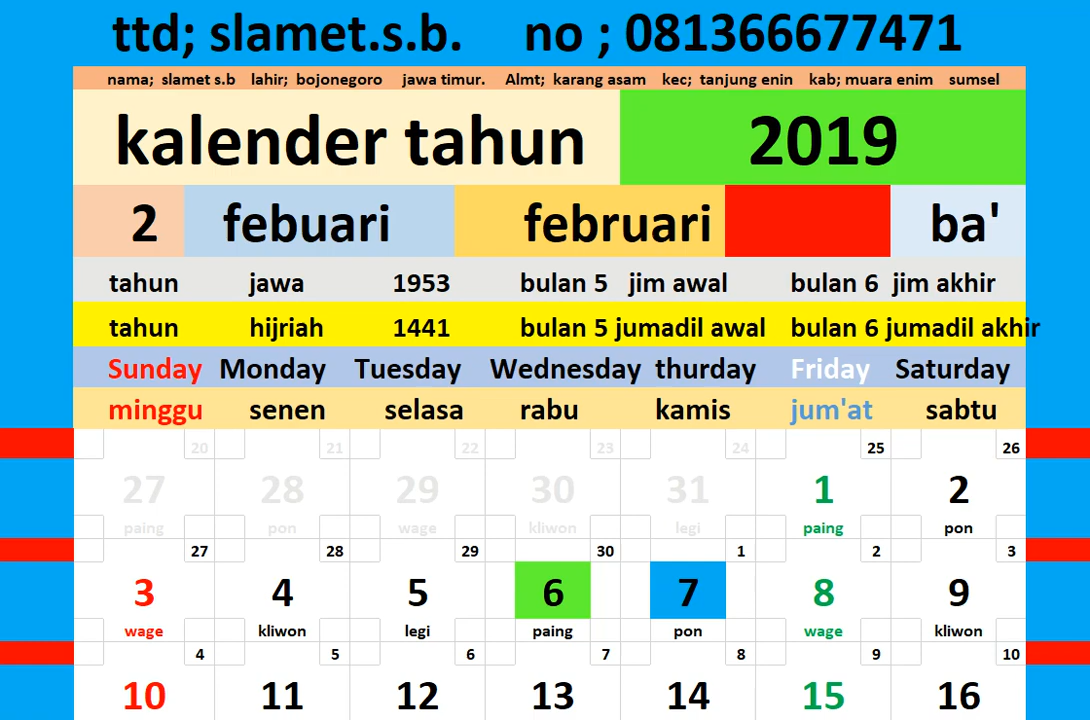 ttd; slamet.s.b. no ; 081366677471
nama; slamet s.b lahir; bojonegoro jawa timur. Almt; karang asam kec; tanjung enin kab; muara enim sumsel
kalender tahun 2019
2 febuari februari ba'
tahun jawa 1953 bulan 5 jim awal bulan 6 jim akhir
tahun hijriah 1441 bulan 5 jumadil awal bulan 6 jumadil akhir
Sunday Monday Tuesday Wednesday thurday Friday Saturday
minggu senen selasa rabu kamis jum'at sabtu
20 21 22 23 24 25 26
27 28 29 30 31 1 2
paing pon wage kliwon legi paing pon
27 28 29 30 1 2 3
3 4 5 6 7 8 9
wage kliwon legi paing pon wage kliwon
4 5 6 7 8 9 10
10 11 12 13 14 15 16